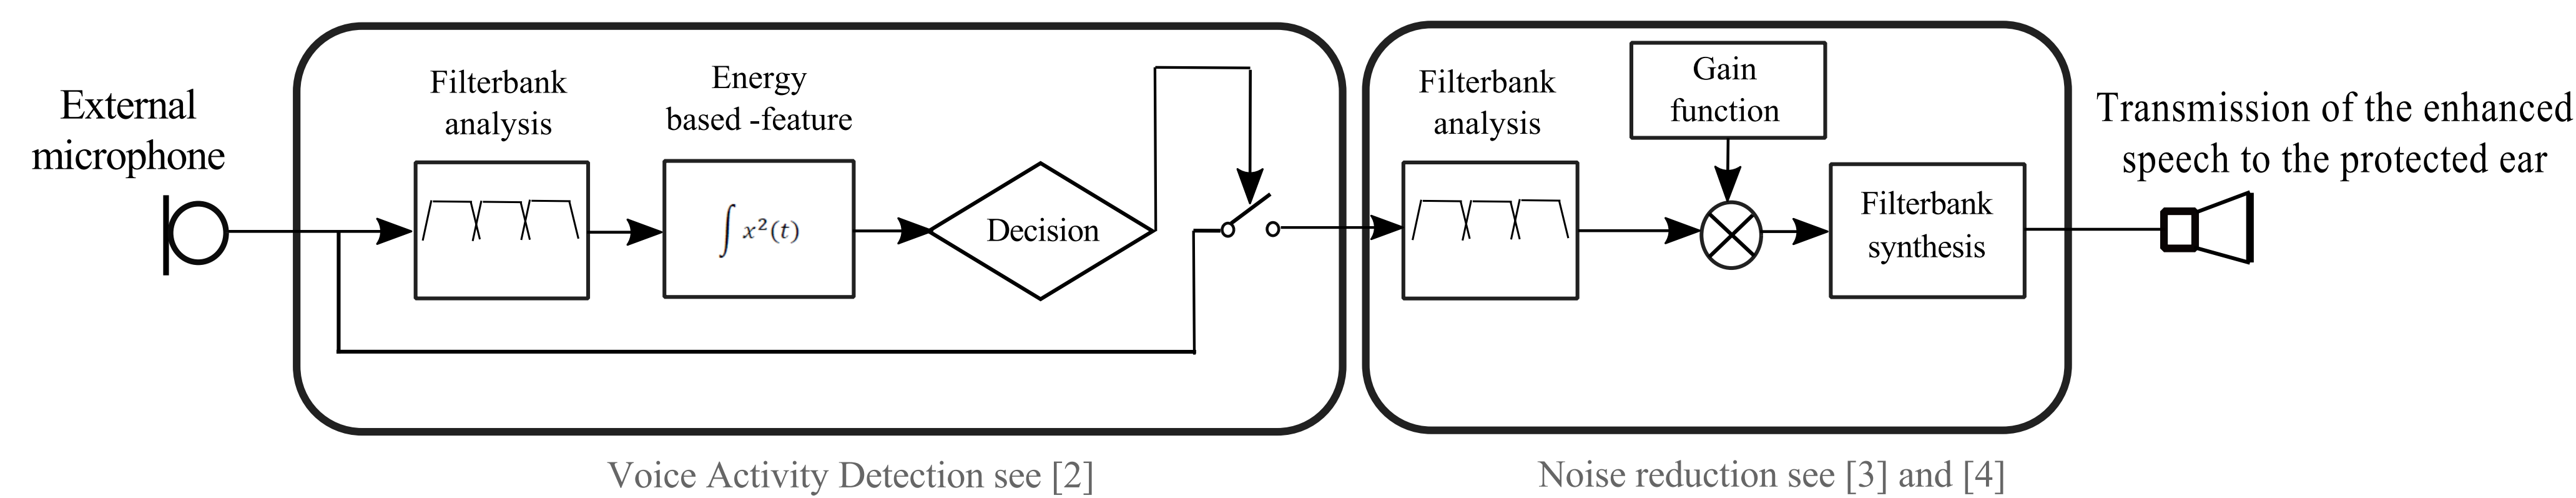 External
microphone
Filterbank
analysis
Energy
based -feature
∫ x²(t)
Decision
Filterbank
analysis
Gain
function
Filterbank
synthesis
Transmission of the enhanced
speech to the protected ear
Voice Activity Detection see [2]
Noise reduction see [3] and [4]